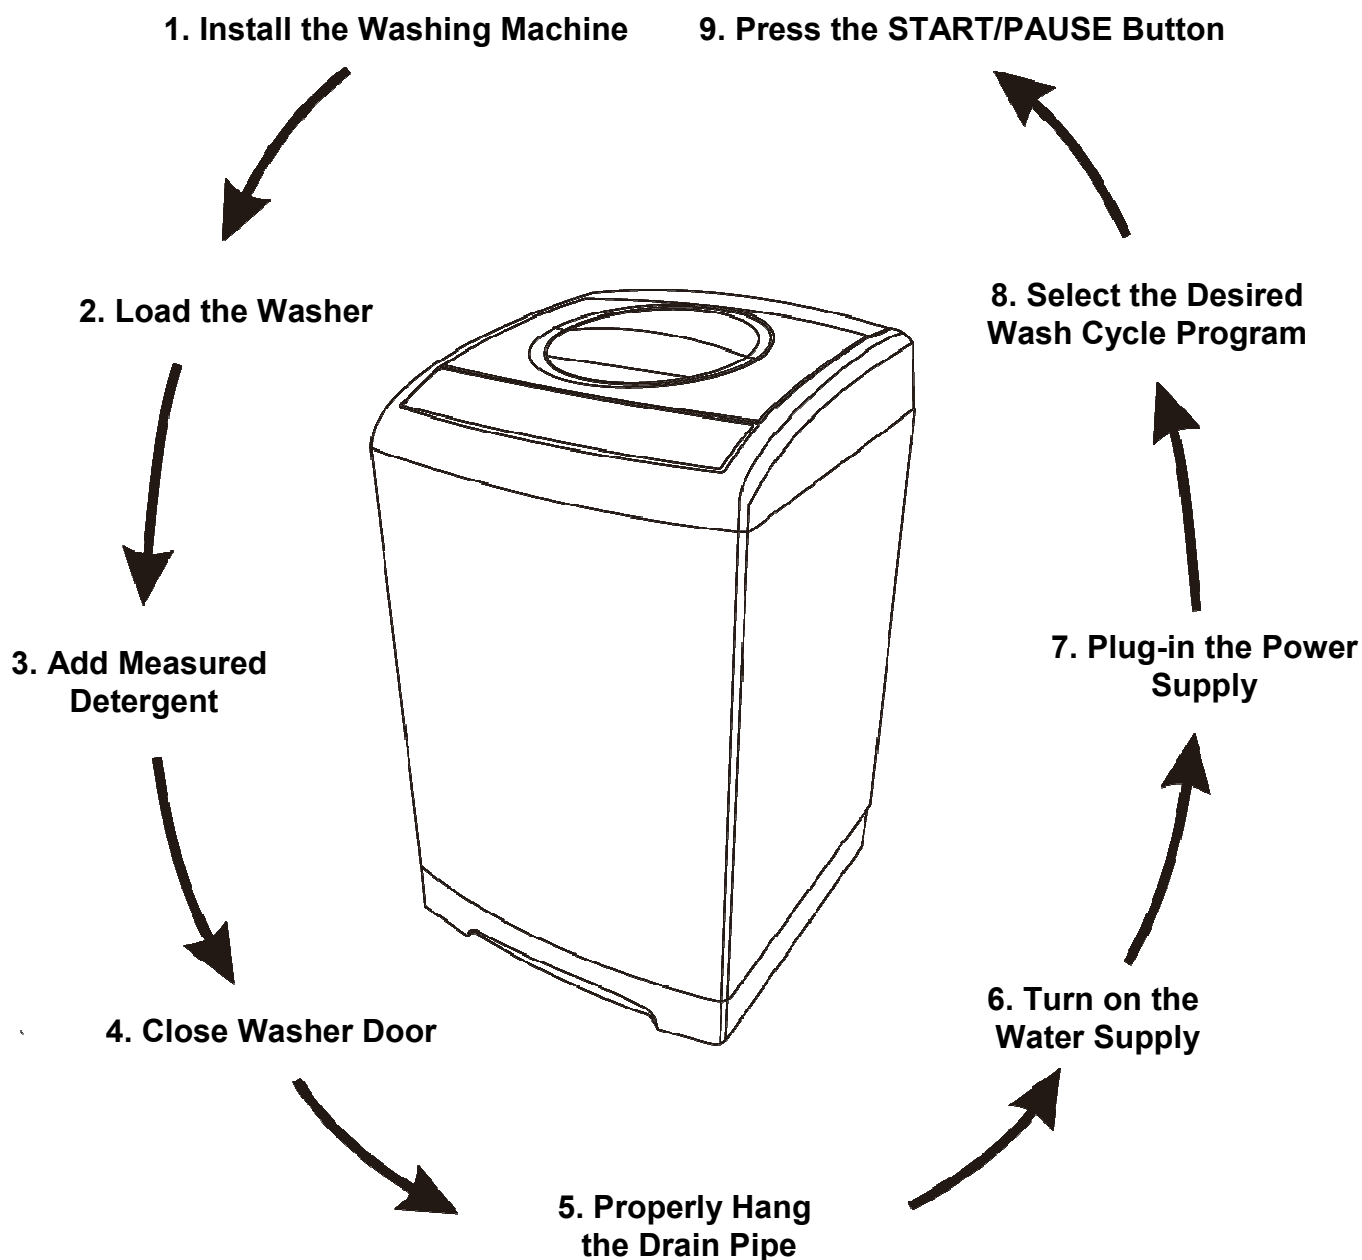 1. Install the Washing Machine
2. Load the Washer
3. Add Measured
Detergent
4. Close Washer Door
5. Properly Hang
the Drain Pipe
6. Turn on the
Water Supply
7. Plug-in the Power
Supply
8. Select the Desired
Wash Cycle Program
9. Press the START/PAUSE Button